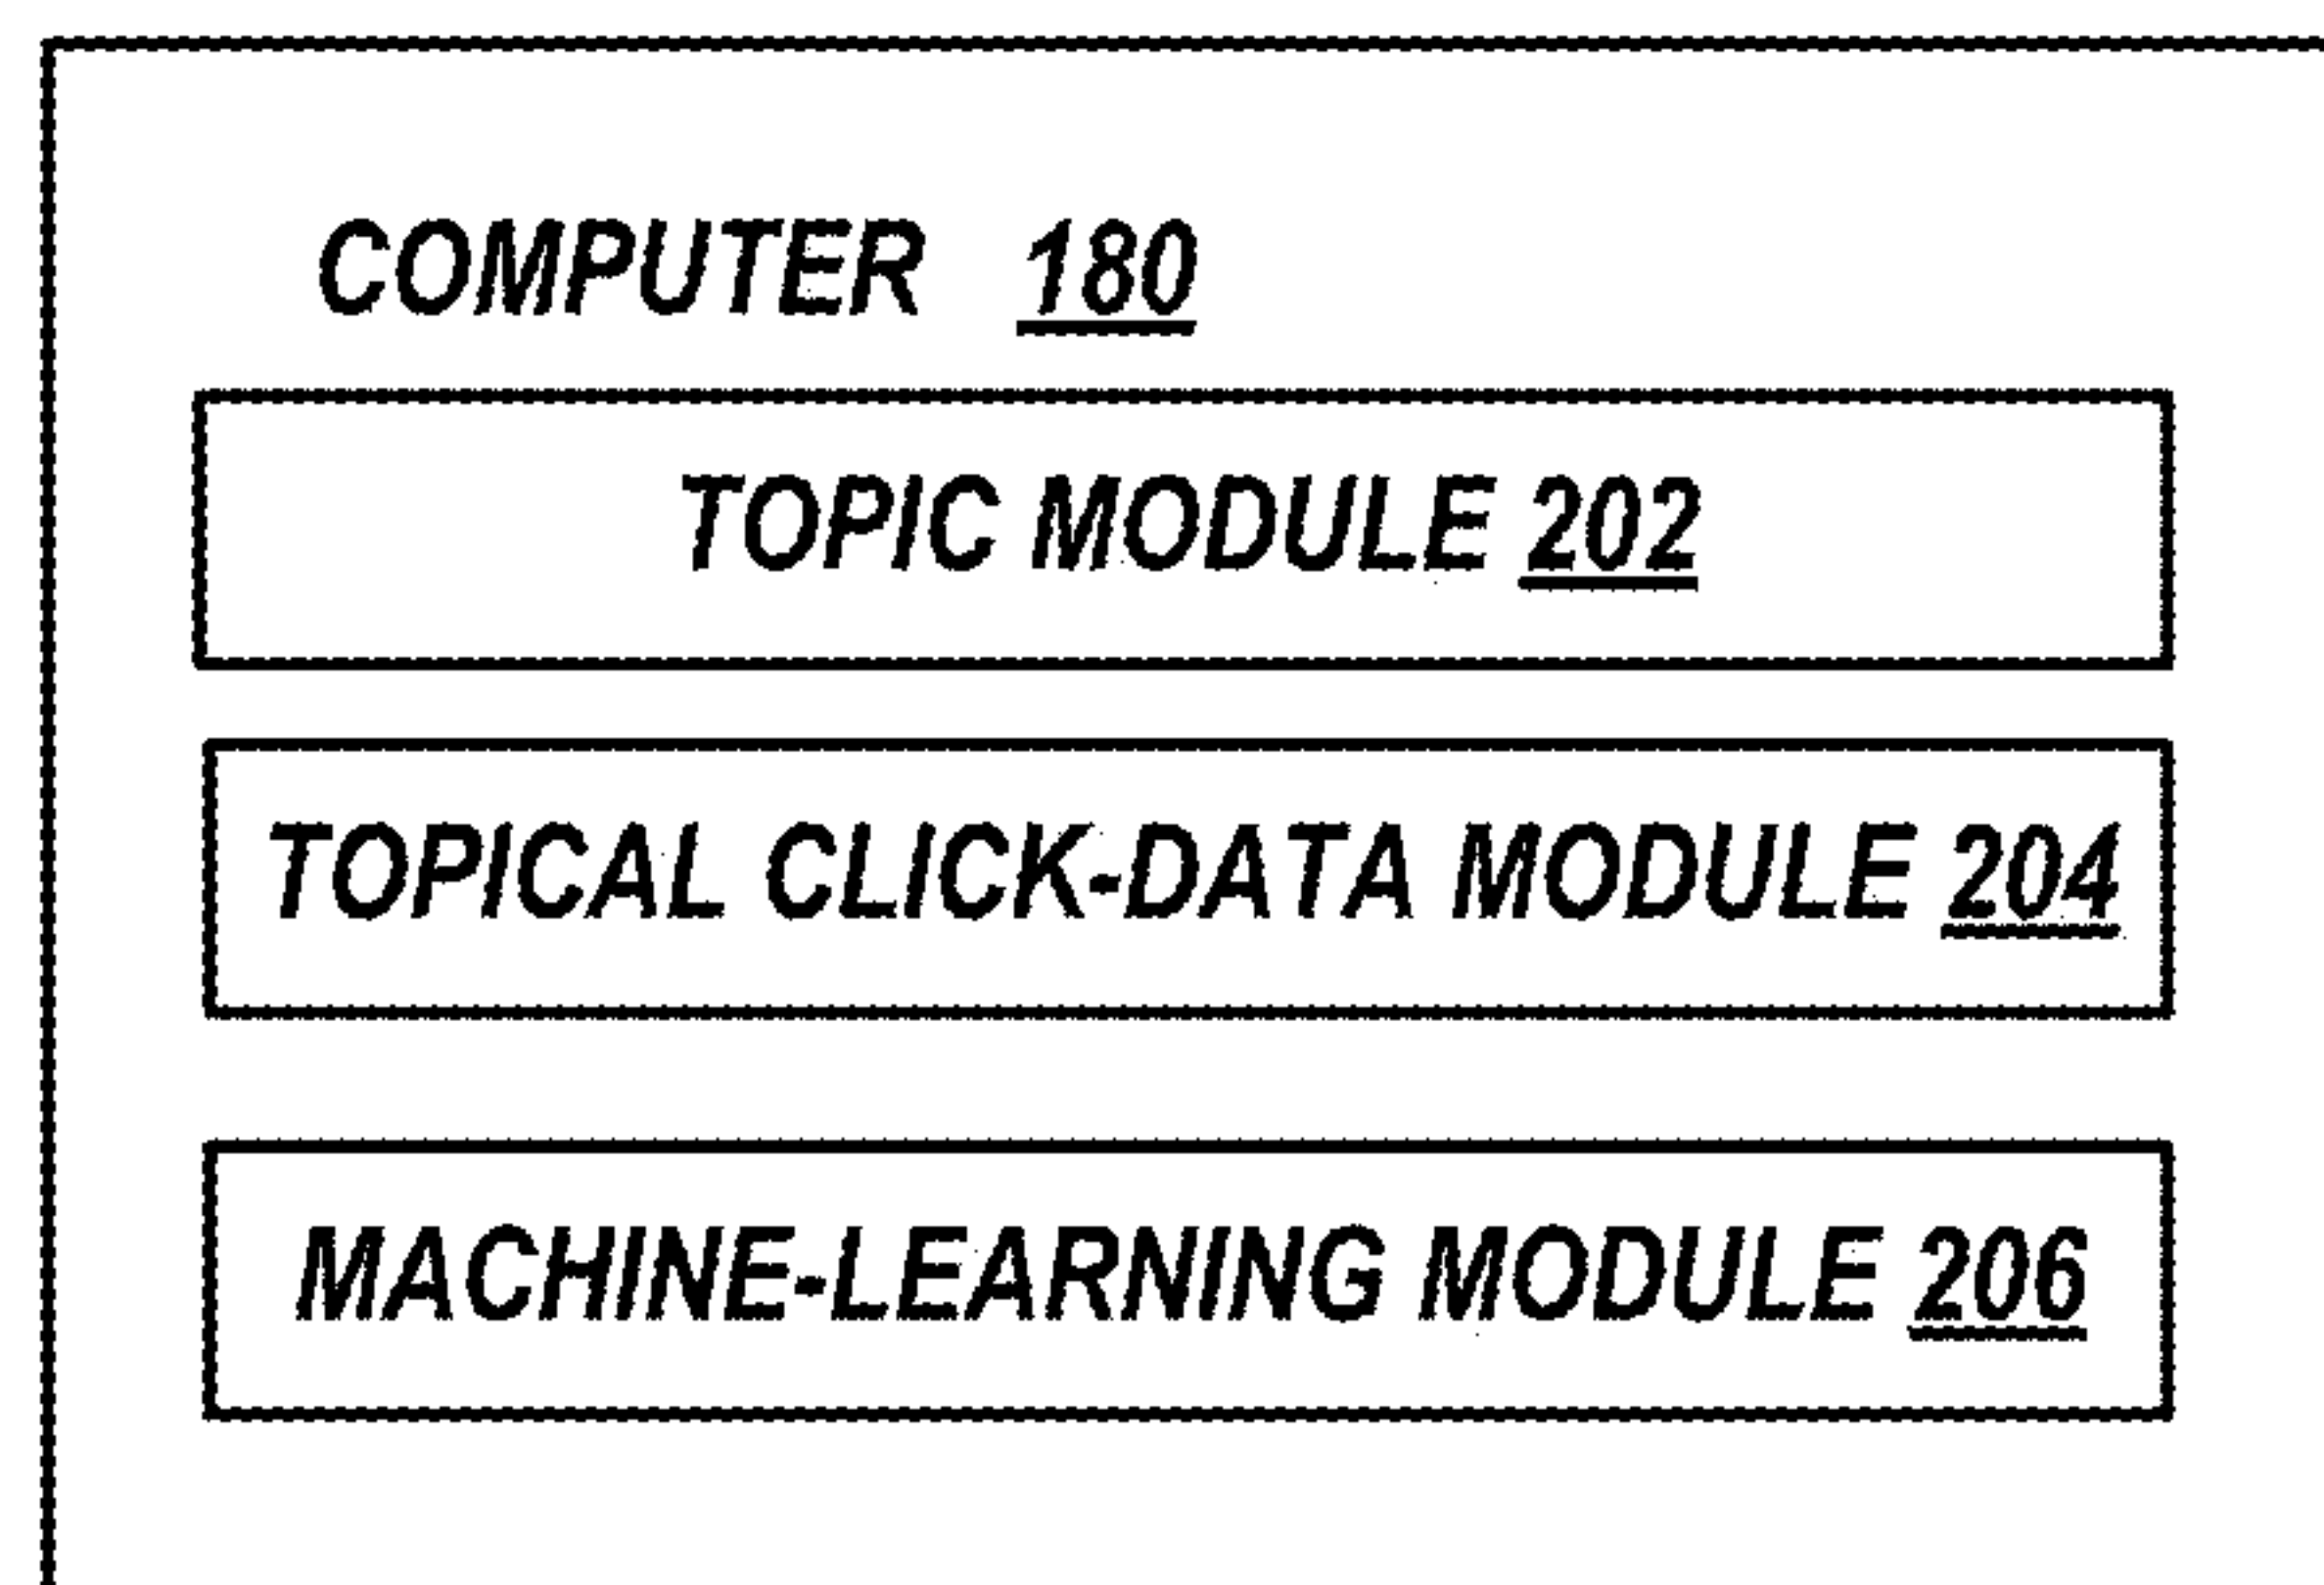 COMPUTER 180
TOPIC MODULE 202
TOPICAL CLICK-DATA MODULE 204
MACHINE-LEARNING MODULE 206